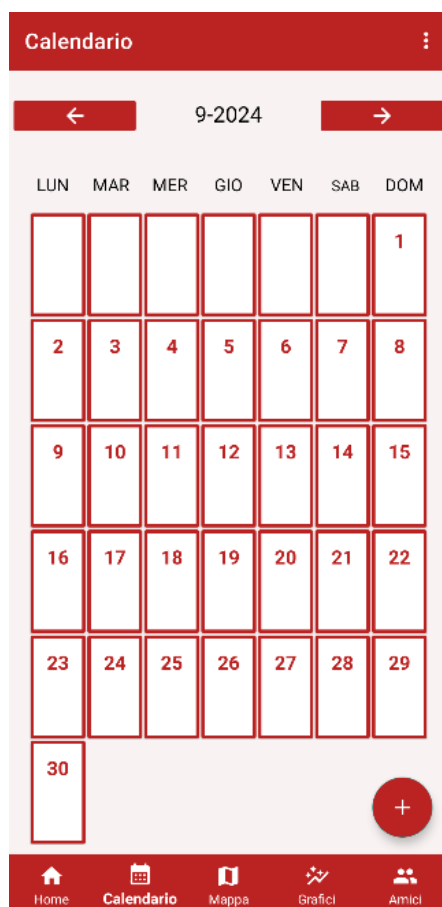 Calendario
9-2024
LUN MAR MER GIO VEN SAB DOM
1
2 3 4 5 6 7 8
9 10 11 12 13 14 15
16 17 18 19 20 21 22
23 24 25 26 27 28 29
30
Home Calendario Mappa Grafici Amici